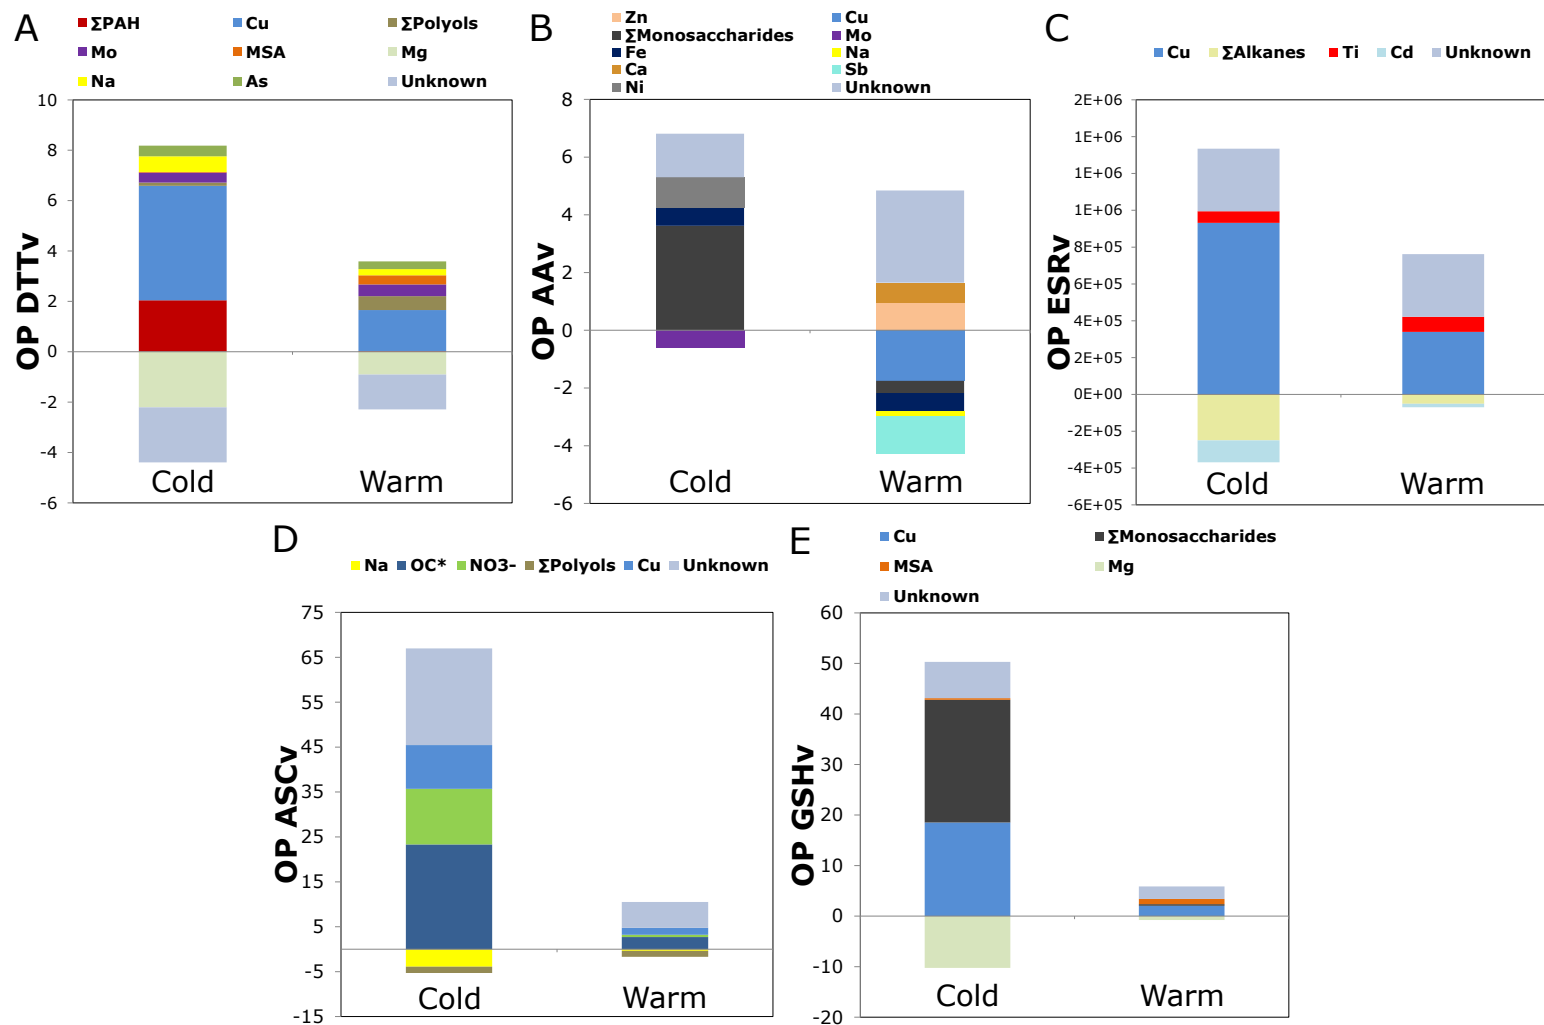 A
ΣPAH Cu ΣPolyols
Mo MSA Mg
Na As Unknown
10
8
6
4
2
0
-2
-4
-6
OP DTTv
Cold Warm
B
Zn Cu
ΣMonosaccharides Mo
Fe Na
Ca Sb
Ni Unknown
8
6
4
2
0
-2
-4
-6
OP AAv
Cold Warm
C
Cu ΣAlkanes Ti Cd Unknown
2E+06
1E+06
1E+06
1E+06
8E+05
6E+05
4E+05
2E+05
0E+00
-2E+05
-4E+05
-6E+05
OP ESRv
Cold Warm
D
Na OC* NO3- ΣPolyols Cu Unknown
75
65
55
45
35
25
15
5
-5
-15
OP ASCv
Cold Warm
E
Cu ΣMonosaccharides
MSA Mg
Unknown
60
50
40
30
20
10
0
-10
-20
OP GSHv
Cold Warm